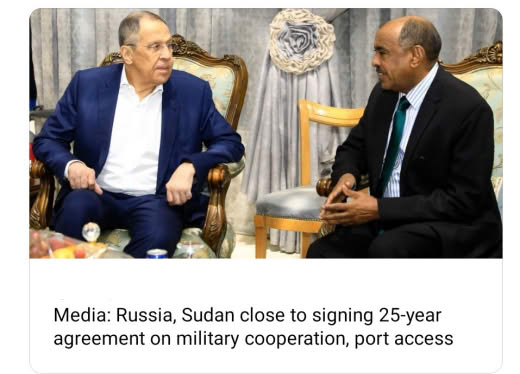 Media: Russia, Sudan close to signing 25-year
agreement on military cooperation, port access